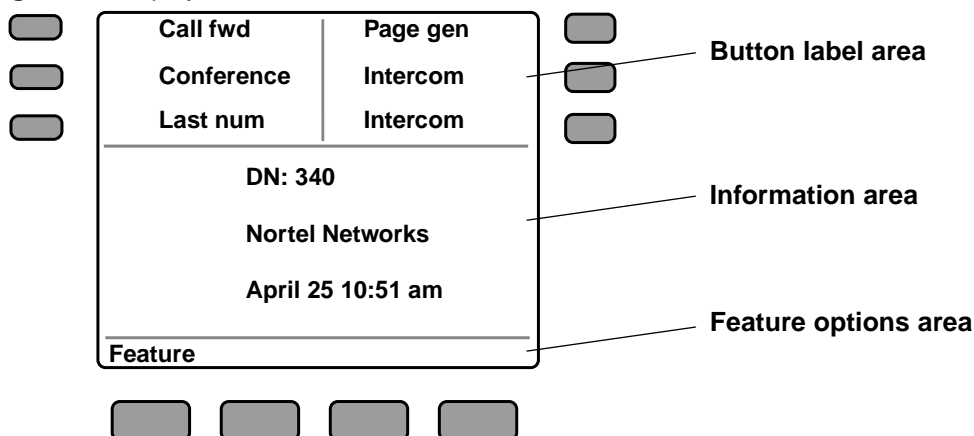 Call fwd Page gen
Button label area
Conference Intercom
Last num Intercom
DN: 340
Information area
Nortel Networks
April 25 10:51 am
Feature options area
Feature